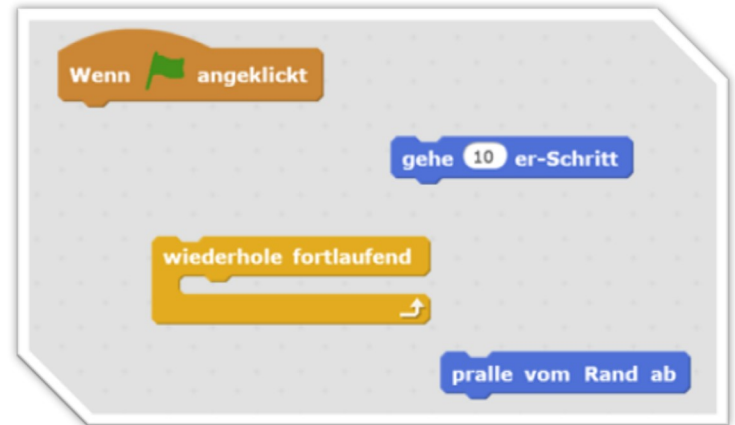 Wenn angeklickt
gehe 10 er-Schritt
wiederhole fortlaufend
pralle vom Rand ab